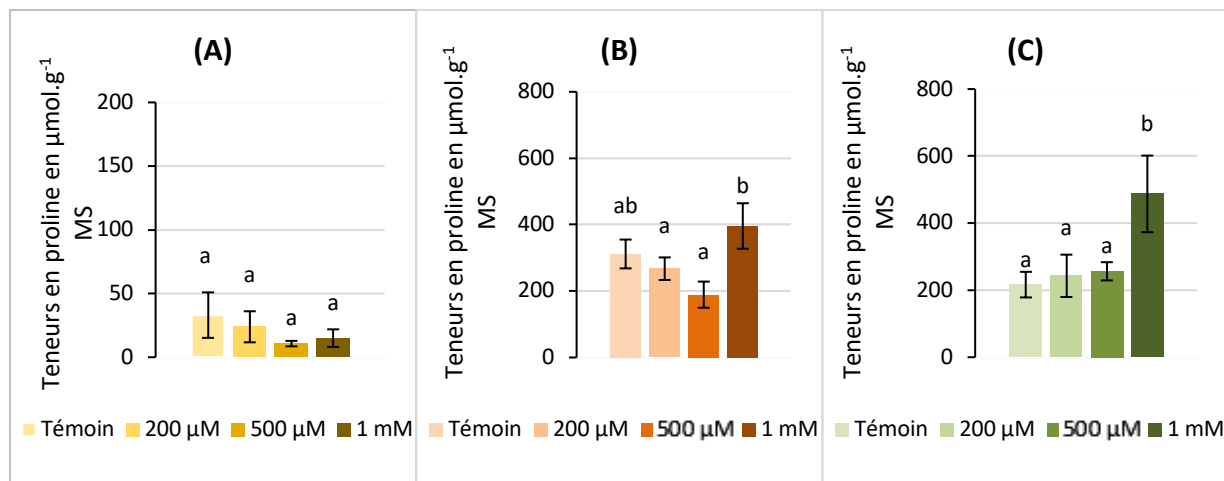 (A)
Teneurs en proline en µmol.g⁻¹
MS
200
150
100
50
0
a
a
a
a
Témoin 200 µM 500 µM 1 mM
(B)
Teneurs en proline en µmol.g⁻¹
MS
800
600
400
200
0
ab
a
a
b
Témoin 200 µM 500 µM 1 mM
(C)
Teneurs en proline en µmol.g⁻¹
MS
800
600
400
200
0
a
a
a
b
Témoin 200 µM 500 µM 1 mM